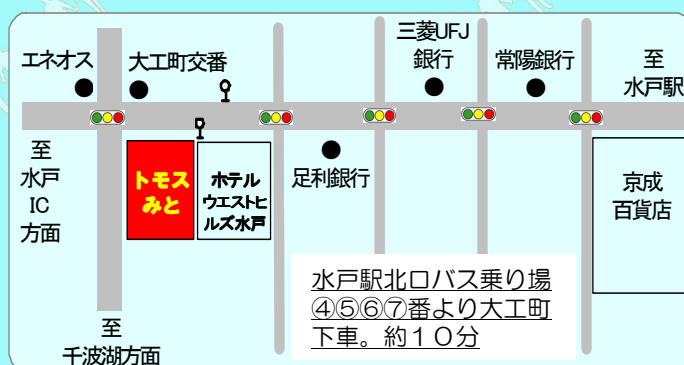 エネオス
大工町交番
三菱UFJ
銀行
常陽銀行
至
水戸駅
至
水戸
IC
方面
トモス
みと
ホテル
ウエストヒ
ルズ水戸
足利銀行
京成
百貨店
水戸駅北口バス乗り場
④⑤⑥⑦番より大工町
下車。約１０分
至
千波湖方面